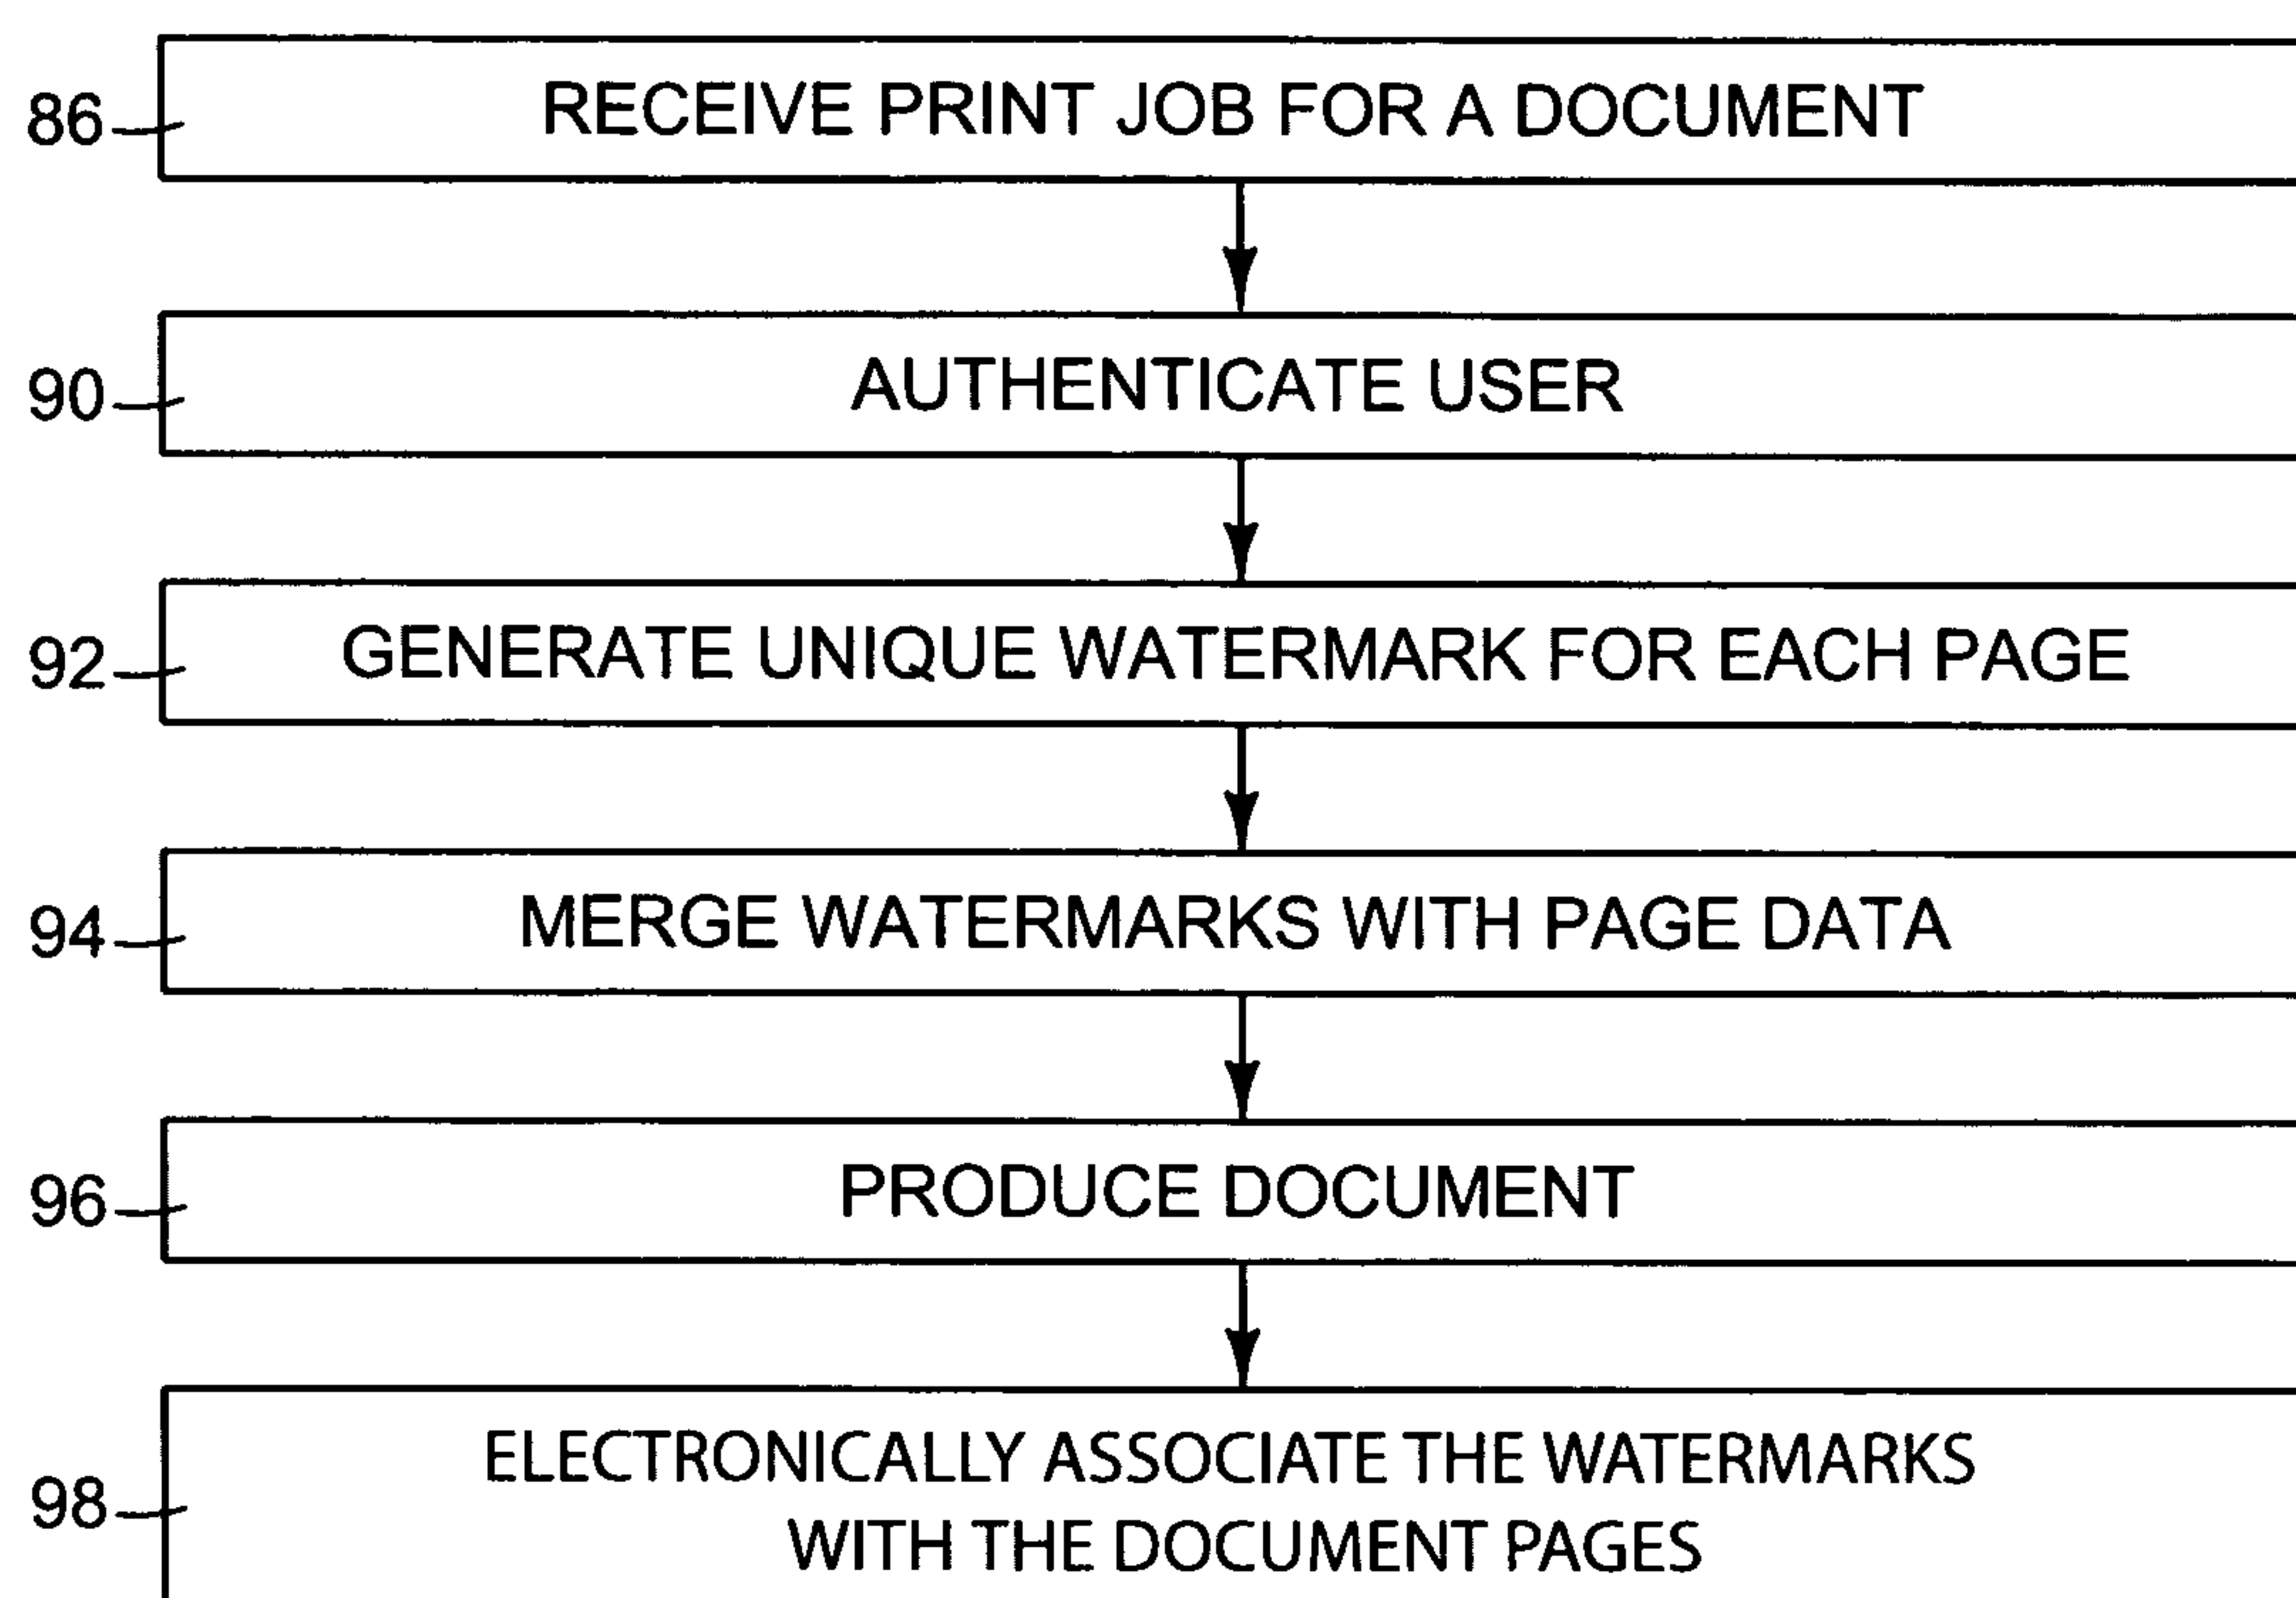 86 RECEIVE PRINT JOB FOR A DOCUMENT
90 AUTHENTICATE USER
92 GENERATE UNIQUE WATERMARK FOR EACH PAGE
94 MERGE WATERMARKS WITH PAGE DATA
96 PRODUCE DOCUMENT
98 ELECTRONICALLY ASSOCIATE THE WATERMARKS
WITH THE DOCUMENT PAGES